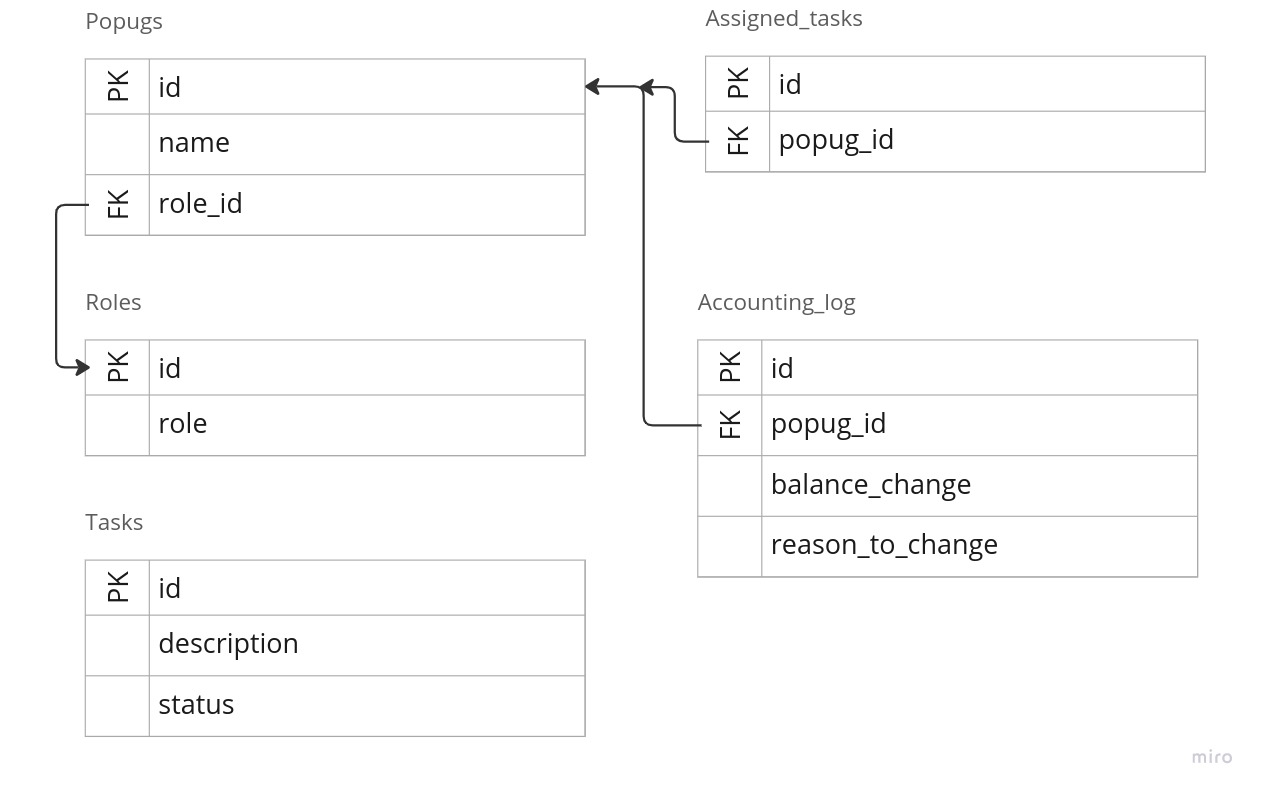 Popugs
PK id
name
FK role_id
Roles
PK id
role
Tasks
PK id
description
status
Assigned_tasks
PK id
FK popug_id
Accounting_log
PK id
FK popug_id
balance_change
reason_to_change
miro